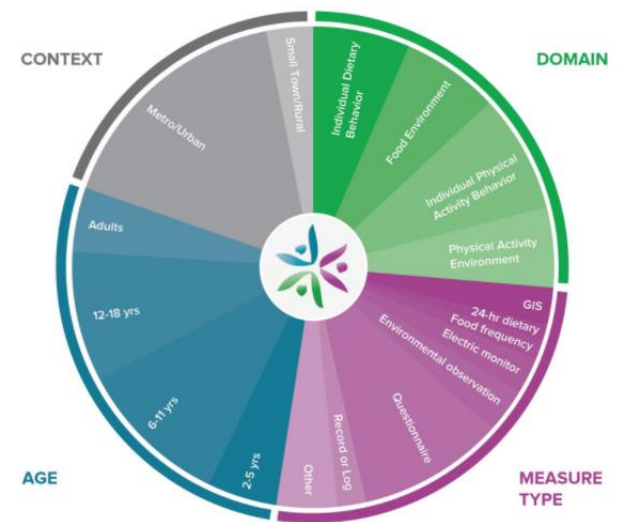 CONTEXT
DOMAIN
Small Town/Rural
Metro/Urban
Individual Dietary
Behavior
Food Environment
Individual Physical
Activity Behavior
Physical Activity
Environment
Adults
12-18 yrs
6-11 yrs
2-5 yrs
GIS
24-hr dietary
Food frequency
Electric monitor
Environmental observation
Questionnaire
Record or Log
Other
AGE
MEASURE
TYPE